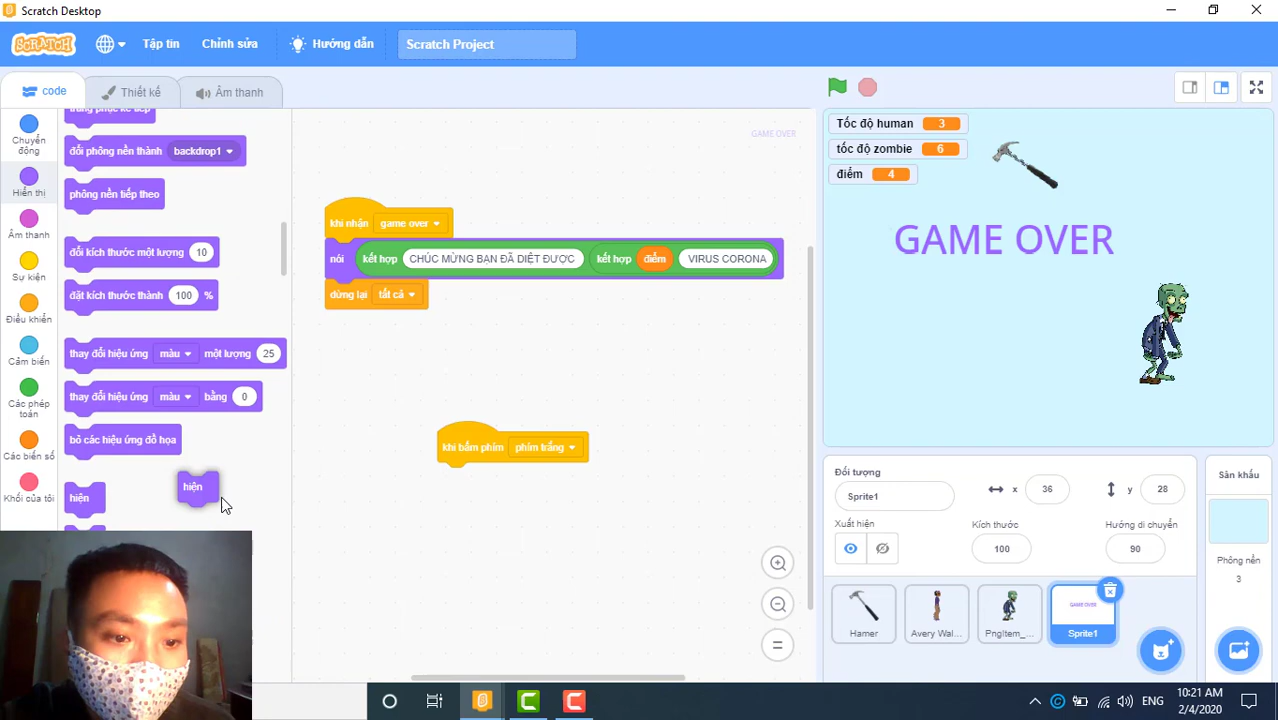 Scratch Desktop
SCRATCH Tập tin Chỉnh sửa Hướng dẫn Scratch Project
code Thiết kế Âm thanh
Chuyển động
Hiển thị
Âm thanh
Sự kiện
Điều khiển
Cảm biến
Các phép toán
Các biến số
Khối của tôi
đổi phông nền thành backdrop1
phông nền tiếp theo
đổi kích thước một lượng 10
đặt kích thước thành 100 %
thay đổi hiệu ứng màu một lượng 25
thay đổi hiệu ứng màu bằng 0
bỏ các hiệu ứng đồ họa
hiện
hiện
GAME OVER
khi nhận game over
nói kết hợp CHÚC MỪNG BẠN ĐÃ DIỆT ĐƯỢC kết hợp điểm VIRUS CORONA
dừng lại tất cả
khi bấm phím phím trắng
Tốc độ human 3
tốc độ zombie 6
điểm 4
GAME OVER
Đối tượng
Sprite1 x 36 y 28
Xuất hiện Kích thước Hướng di chuyển
100 90
Hamer Avery Wal... PngItem_... Sprite1
Sân khấu
Phông nền
3
ENG 10:21 AM
2/4/2020